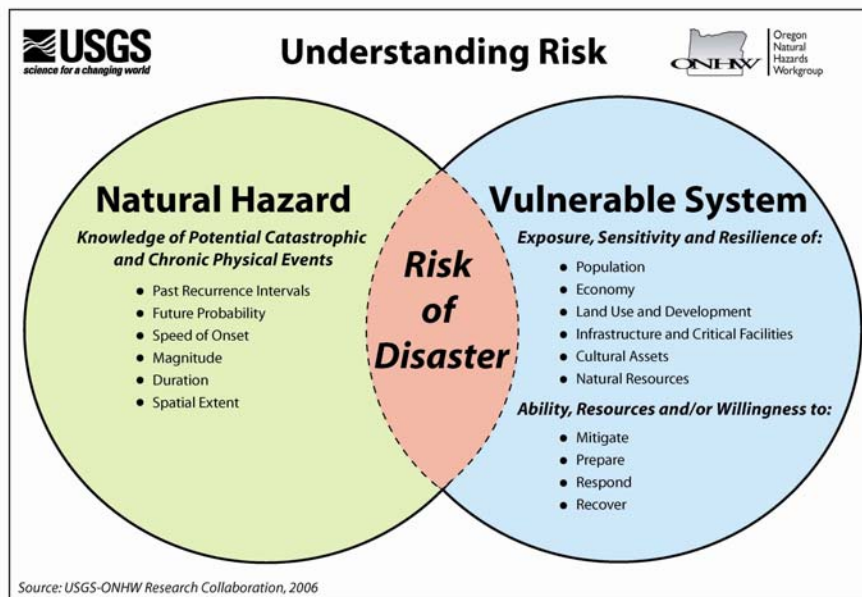 USGS
science for a changing world
Understanding Risk
ONHW
Oregon
Natural
Hazards
Workgroup
Natural Hazard
Knowledge of Potential Catastrophic
and Chronic Physical Events
● Past Recurrence Intervals
● Future Probability
● Speed of Onset
● Magnitude
● Duration
● Spatial Extent
Risk
of
Disaster
Vulnerable System
Exposure, Sensitivity and Resilience of:
● Population
● Economy
● Land Use and Development
● Infrastructure and Critical Facilities
● Cultural Assets
● Natural Resources
Ability, Resources and/or Willingness to:
● Mitigate
● Prepare
● Respond
● Recover
Source: USGS-ONHW Research Collaboration, 2006